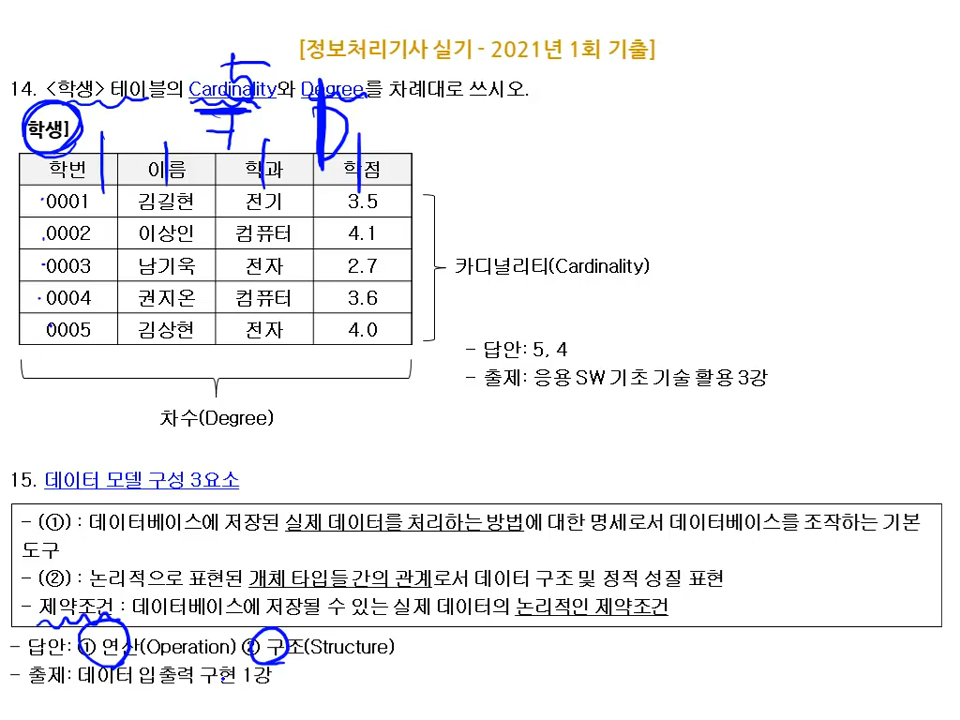 [정보처리기사 실기 - 2021년 1회 기출]
14. <학생> 테이블의 Cardinality와 Degree를 차례대로 쓰시오.
5
학생]
학번 이름 학과 학점
0001 김길현 전기 3.5
0002 이상인 컴퓨터 4.1
0003 남기욱 전자 2.7
0004 권지온 컴퓨터 3.6
0005 김상현 전자 4.0
카디널리티(Cardinality)
- 답안: 5, 4
- 출제: 응용 SW 기초 기술 활용 3강
차수(Degree)
15. 데이터 모델 구성 3요소
- (①) : 데이터베이스에 저장된 실제 데이터를 처리하는 방법에 대한 명세로서 데이터베이스를 조작하는 기본
도구
- (②) : 논리적으로 표현된 개체 타입들 간의 관계로서 데이터 구조 및 정적 성질 표현
- 제약조건 : 데이터베이스에 저장될 수 있는 실제 데이터의 논리적인 제약조건
- 답안: ① 연산(Operation) ② 구조(Structure)
- 출제: 데이터 입출력 구현 1강